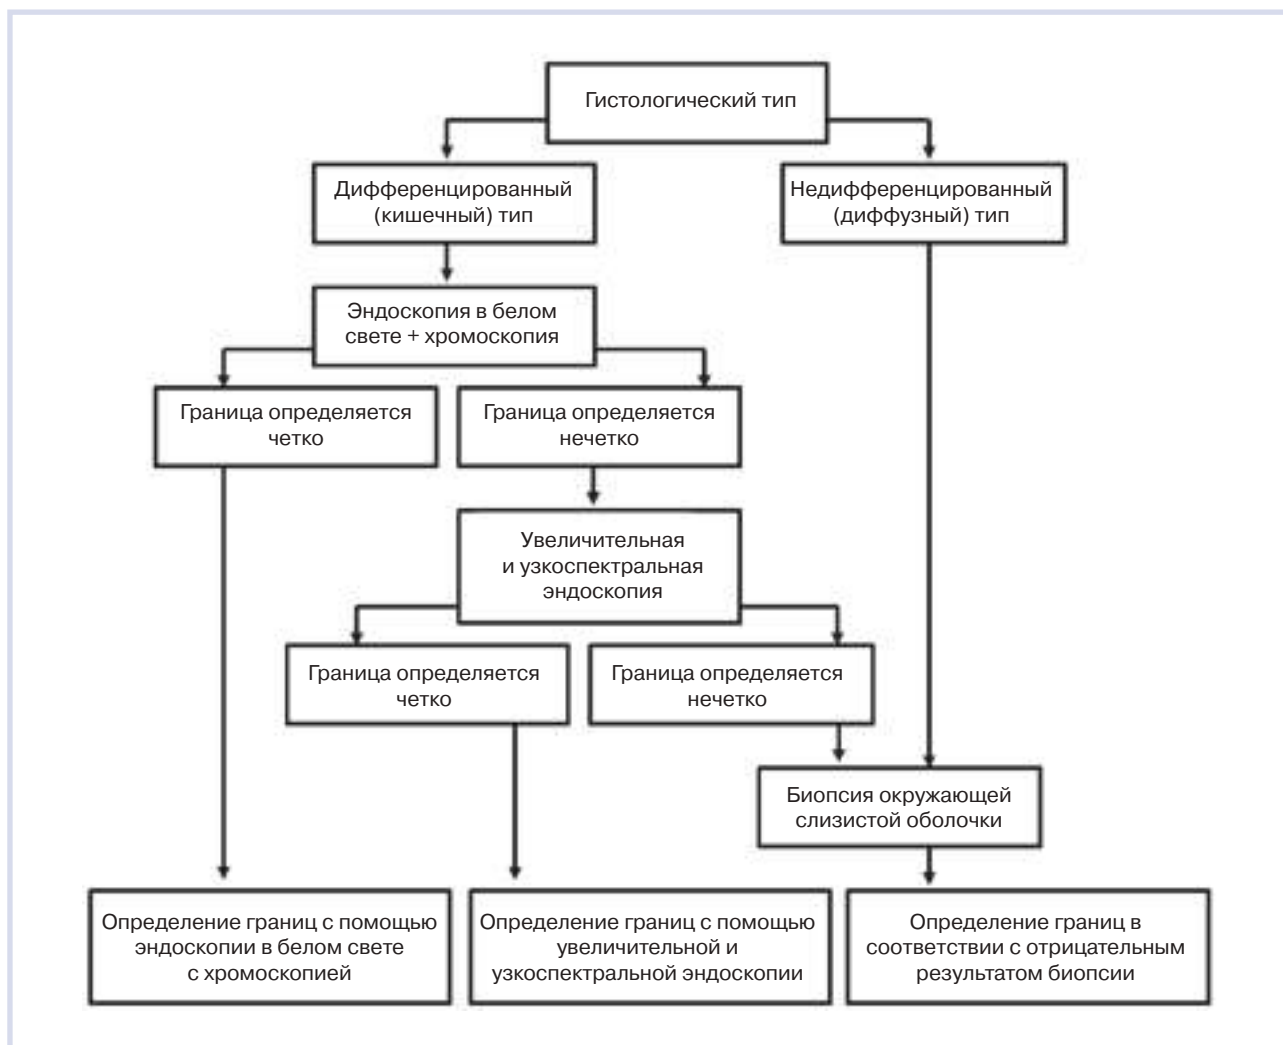 Гистологический тип
Дифференцированный
(кишечный) тип
Недифференцированный
(диффузный) тип
Эндоскопия в белом
свете + хромоскопия
Граница определяется
четко
Граница определяется
нечетко
Увеличительная
и узкоспектральная
эндоскопия
Граница определяется
четко
Граница определяется
нечетко
Биопсия окружающей
слизистой оболочки
Определение границ с помощью
эндоскопии в белом свете
с хромоскопией
Определение границ с помощью
увеличительной и
узкоспектральной эндоскопии
Определение границ в
соответствии с отрицательным
результатом биопсии